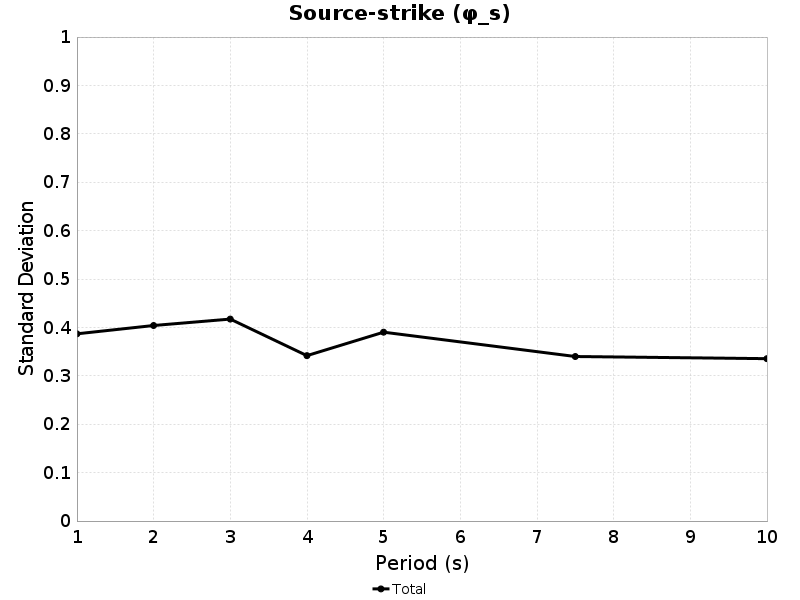 Source-strike (φ_s)
1
0.9
0.8
0.7
0.6
0.5
0.4
0.3
0.2
0.1
0
Standard Deviation
1 2 3 4 5 6 7 8 9 10
Period (s)
Total